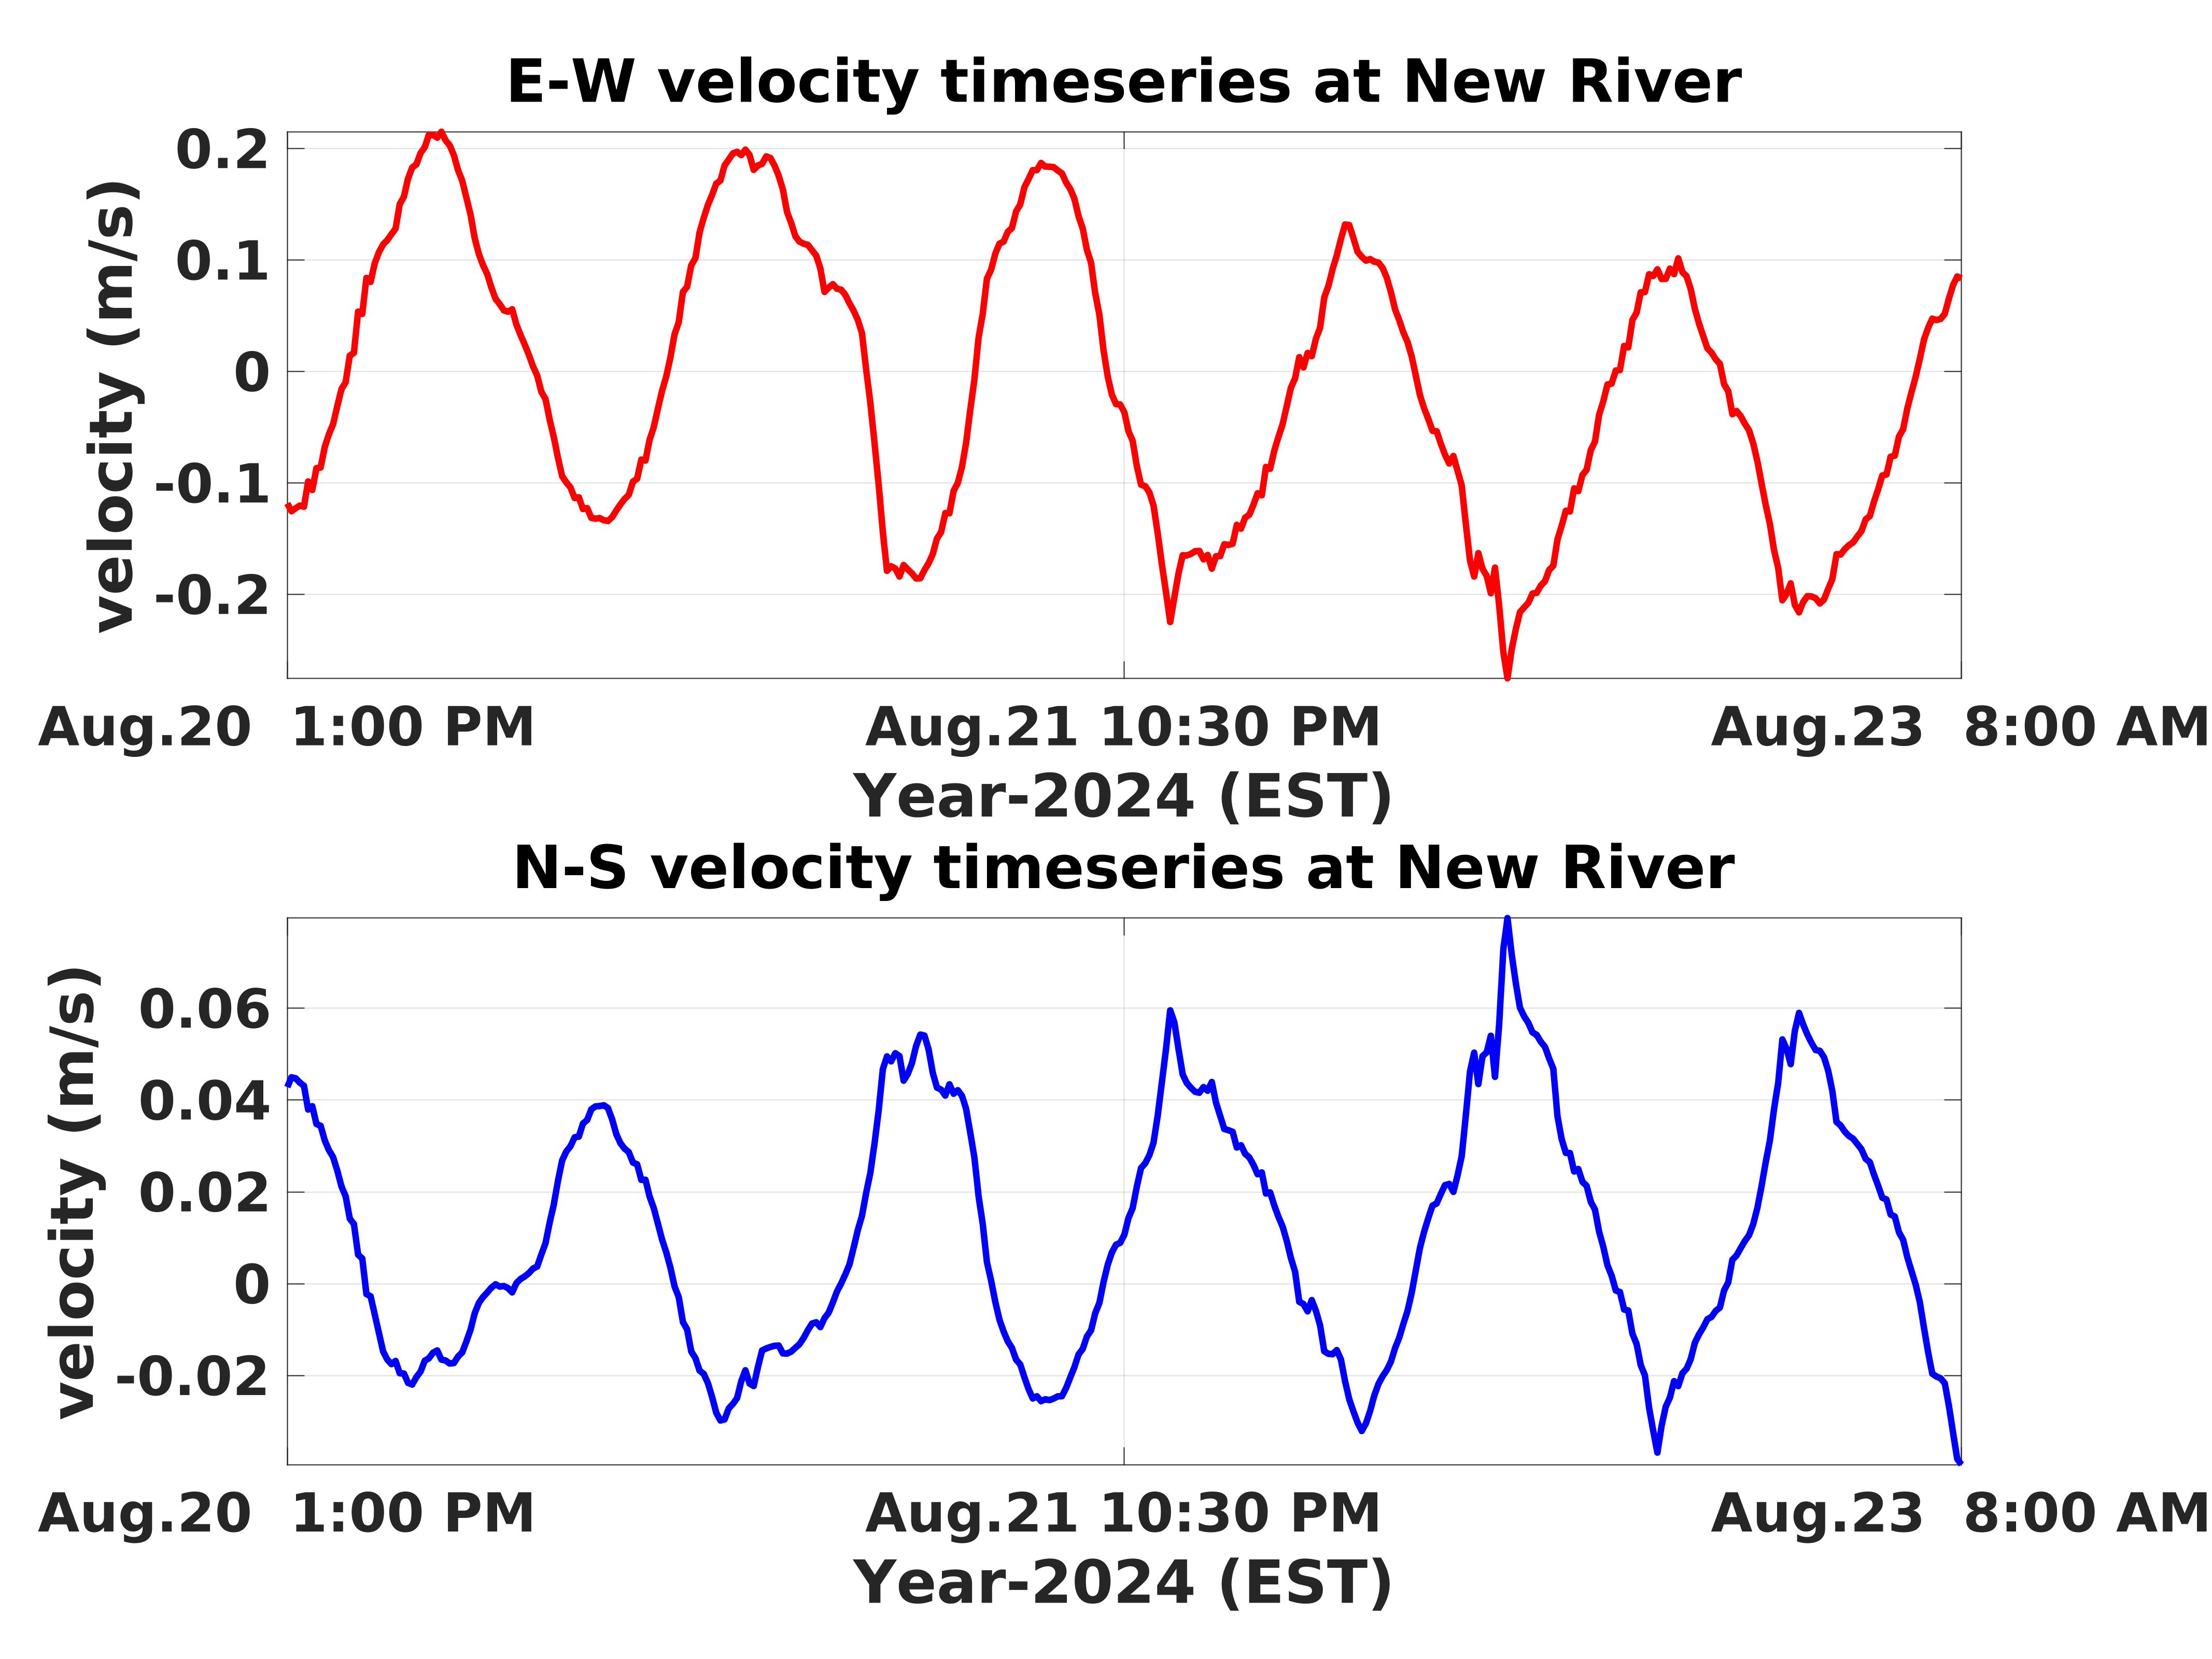 E-W velocity timeseries at New River
velocity (m/s)
0.2
0.1
0
-0.1
-0.2
Aug.20  1:00 PM
Aug.21 10:30 PM
Aug.23  8:00 AM
Year-2024 (EST)
N-S velocity timeseries at New River
velocity (m/s)
0.06
0.04
0.02
0
-0.02
Aug.20  1:00 PM
Aug.21 10:30 PM
Aug.23  8:00 AM
Year-2024 (EST)